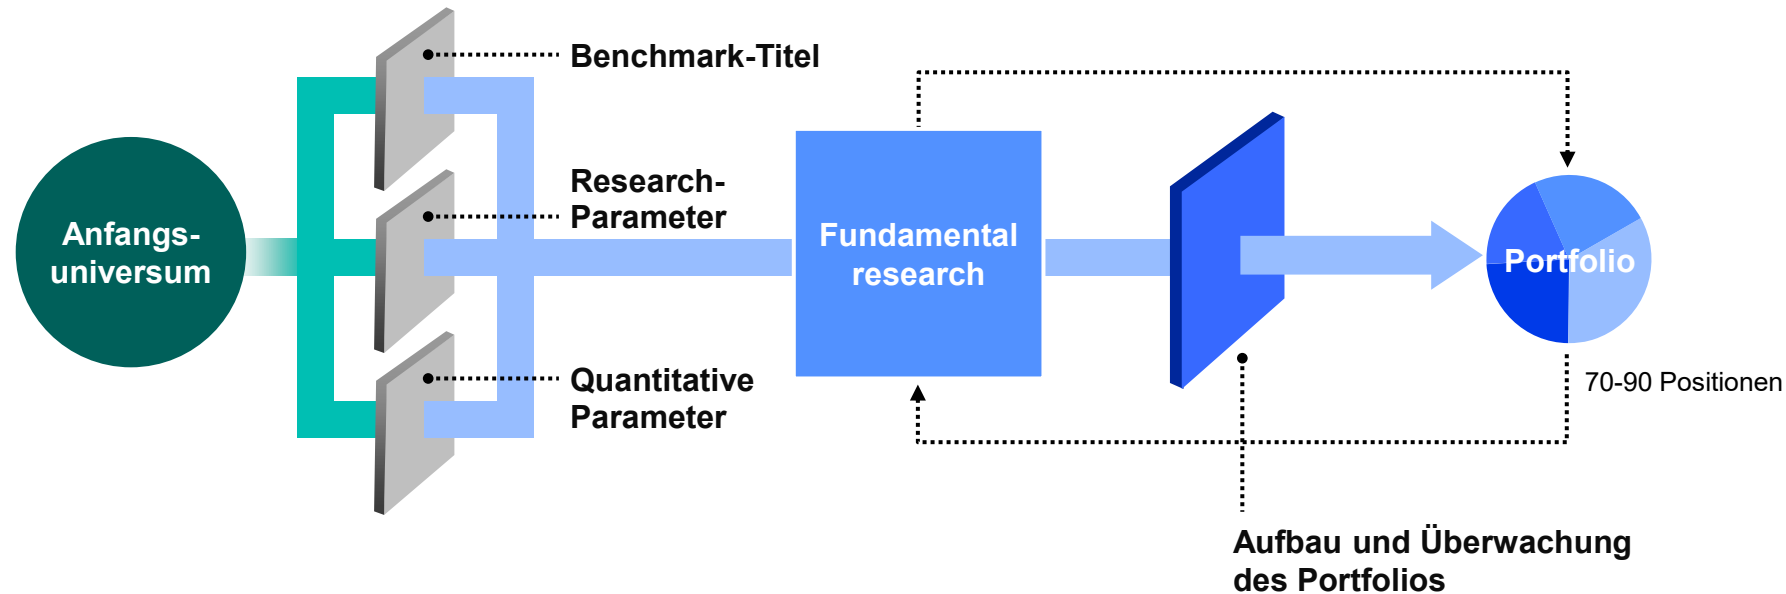 Anfangs-
universum
Benchmark-Titel
Research-
Parameter
Quantitative
Parameter
Fundamental
research
Aufbau und Überwachung
des Portfolios
Portfolio
70-90 Positionen